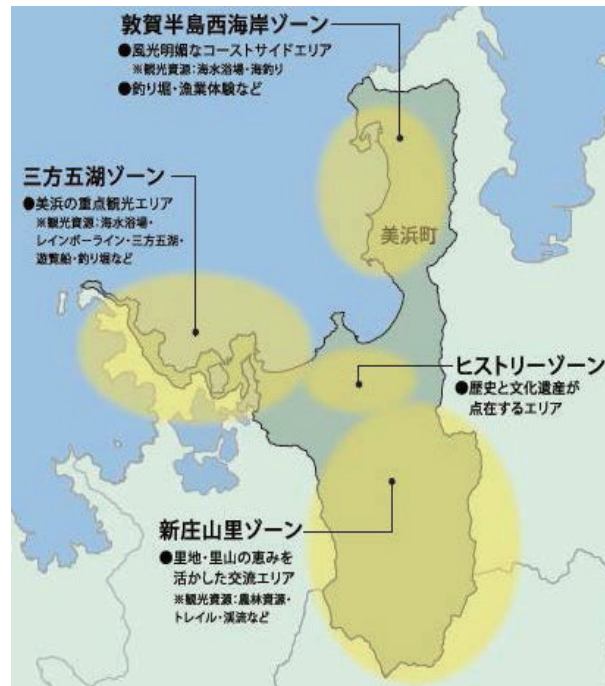 敦賀半島西海岸ゾーン
●風光明媚なコーストサイドエリア
※観光資源：海水浴場・海釣り
●釣り堀・漁業体験など
三方五湖ゾーン
●美浜の重点観光エリア
※観光資源：海水浴場・
レインボーライン・三方五湖・
遊覧船・釣り堀など
美浜町
ヒストリーゾーン
●歴史と文化遺産が
点在するエリア
新庄山里ゾーン
●里地・里山の恵みを
活かした交流エリア
※観光資源：農林資源・
トレイル・渓流など